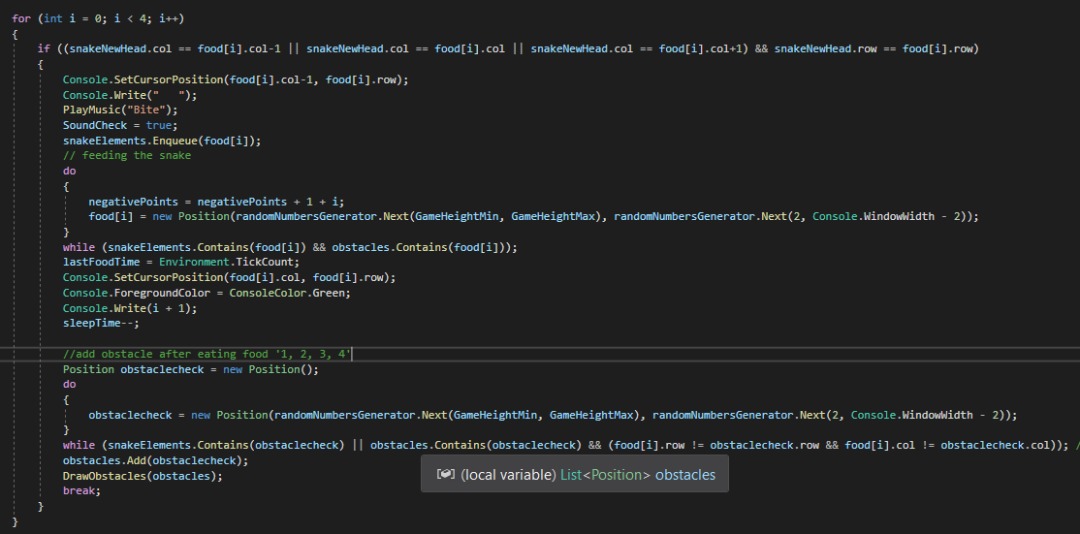 for (int i = 0; i < 4; i++)
{
if ((snakeNewHead.col == food[i].col-1 || snakeNewHead.col == food[i].col || snakeNewHead.col == food[i].col+1) && snakeNewHead.row == food[i].row)
{
Console.SetCursorPosition(food[i].col-1, food[i].row);
Console.Write("   ");
PlayMusic("Bite");
SoundCheck = true;
snakeElements.Enqueue(food[i]);
// feeding the snake
do
{
negativePoints = negativePoints + 1 + i;
food[i] = new Position(randomNumbersGenerator.Next(GameHeightMin, GameHeightMax), randomNumbersGenerator.Next(2, Console.WindowWidth - 2));
}
while (snakeElements.Contains(food[i]) && obstacles.Contains(food[i]));
lastFoodTime = Environment.TickCount;
Console.SetCursorPosition(food[i].col, food[i].row);
Console.ForegroundColor = ConsoleColor.Green;
Console.Write(i + 1);
sleepTime--;
//add obstacle after eating food '1, 2, 3, 4'
Position obstaclecheck = new Position();
do
{
obstaclecheck = new Position(randomNumbersGenerator.Next(GameHeightMin, GameHeightMax), randomNumbersGenerator.Next(2, Console.WindowWidth - 2));
}
while (snakeElements.Contains(obstaclecheck) || obstacles.Contains(obstaclecheck) && (food[i].row != obstaclecheck.row && food[i].col != obstaclecheck.col)); /
obstacles.Add(obstaclecheck);
(local variable) List<Position> obstacles
DrawObstacles(obstacles);
break;
}
}